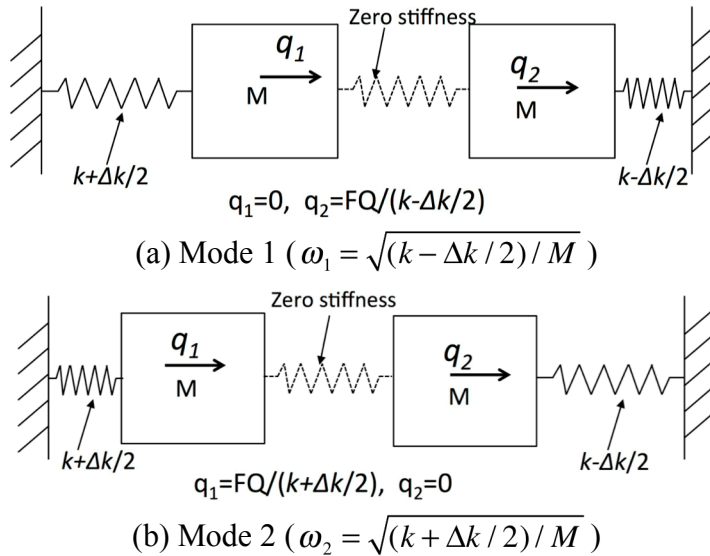 Zero stiffness
q₁
q₂
M
M
k+Δk/2
k-Δk/2
q₁=0, q₂=FQ/(k-Δk/2)
(a) Mode 1 ( ω₁ = √((k − Δk / 2) / M) )
Zero stiffness
q₁
q₂
M
M
k+Δk/2
k-Δk/2
q₁=FQ/(k+Δk/2), q₂=0
(b) Mode 2 ( ω₂ = √((k + Δk / 2) / M) )